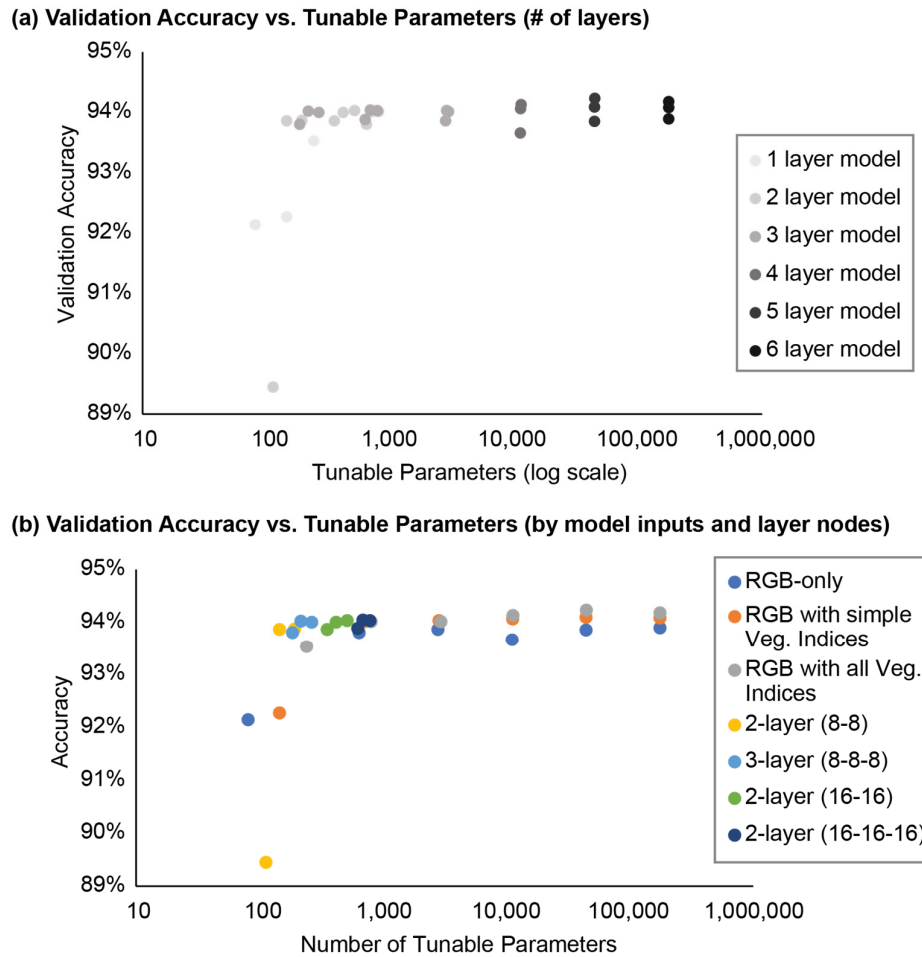 (a) Validation Accuracy vs. Tunable Parameters (# of layers)
95%
94%
93%
92%
91%
90%
89%
Validation Accuracy
10
100
1,000
10,000
100,000
1,000,000
Tunable Parameters (log scale)
1 layer model
2 layer model
3 layer model
4 layer model
5 layer model
6 layer model
(b) Validation Accuracy vs. Tunable Parameters (by model inputs and layer nodes)
95%
94%
93%
92%
91%
90%
89%
Accuracy
10
100
1,000
10,000
100,000
1,000,000
Number of Tunable Parameters
RGB-only
RGB with simple
Veg. Indices
RGB with all Veg.
Indices
2-layer (8-8)
3-layer (8-8-8)
2-layer (16-16)
2-layer (16-16-16)